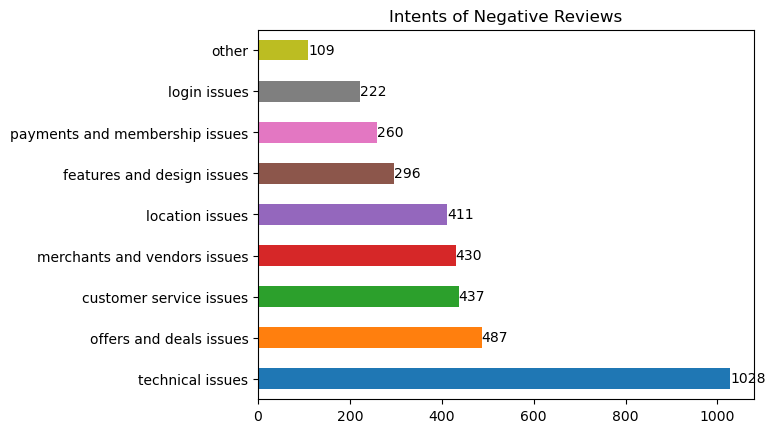 Intents of Negative Reviews
other 109
login issues 222
payments and membership issues 260
features and design issues 296
location issues 411
merchants and vendors issues 430
customer service issues 437
offers and deals issues 487
technical issues 1028
0 200 400 600 800 1000